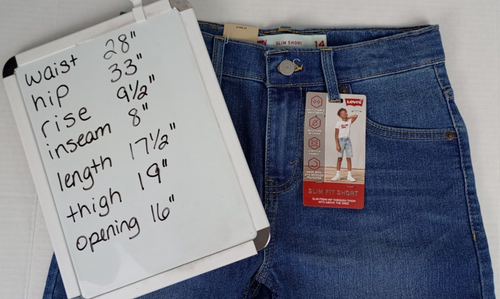 waist 28"
hip 33"
rise 9½"
inseam 8"
length 17½"
thigh 19"
opening 16"
SLIM SHORT 14
Levi's
SLIM FIT SHORT